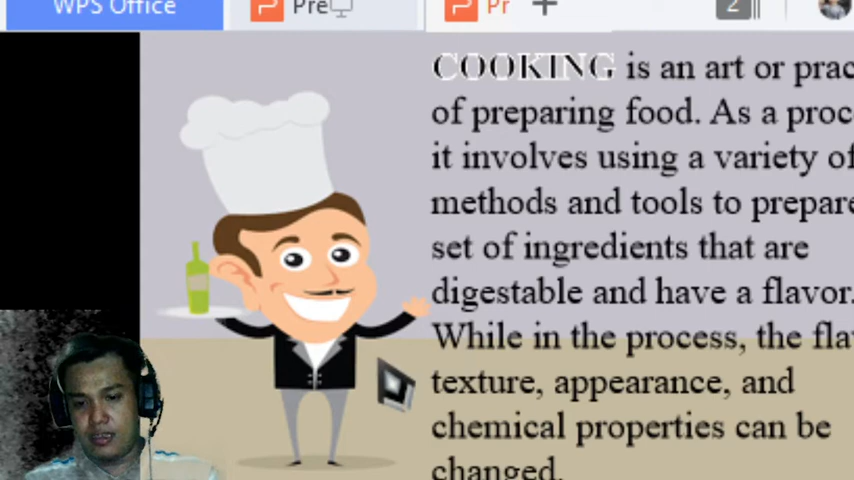 WPS Office Pre Pr 2
COOKING is an art or prac
of preparing food. As a proc
it involves using a variety of
methods and tools to prepare
set of ingredients that are
digestable and have a flavor.
While in the process, the fla
texture, appearance, and
chemical properties can be
changed.